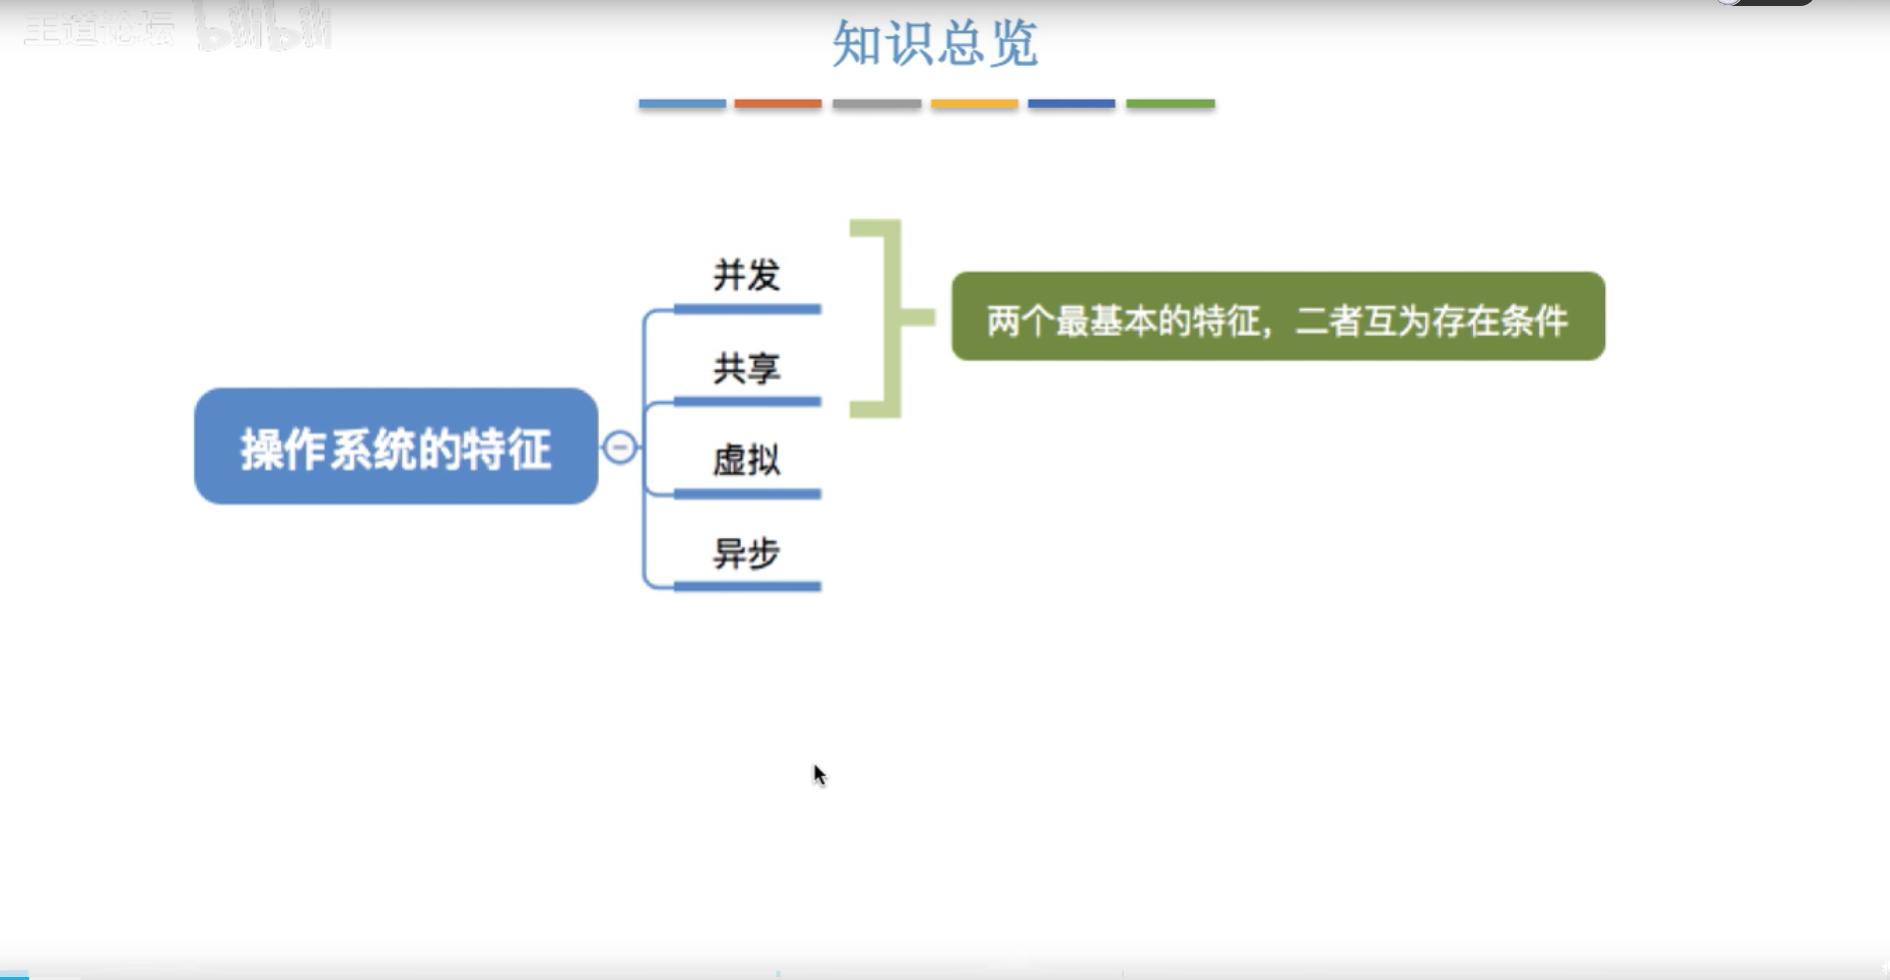 王道论坛 bilibili
知识总览
并发
共享
虚拟
异步
操作系统的特征
两个最基本的特征，二者互为存在条件